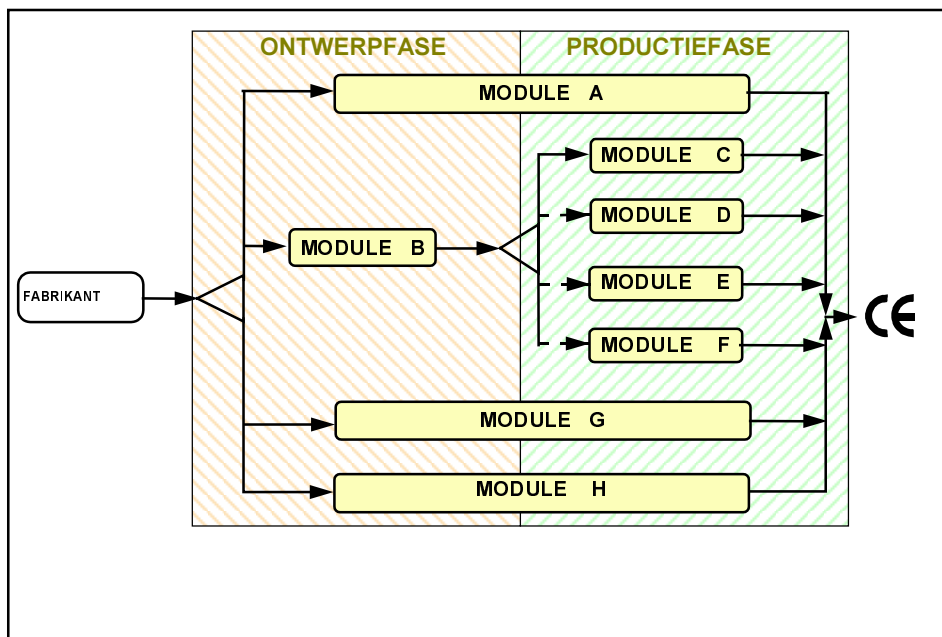 ONTWERPFASE PRODUCTIEFASE
MODULE A
MODULE C
MODULE D
MODULE B
MODULE E
FABRIKANT
CE
MODULE F
MODULE G
MODULE H